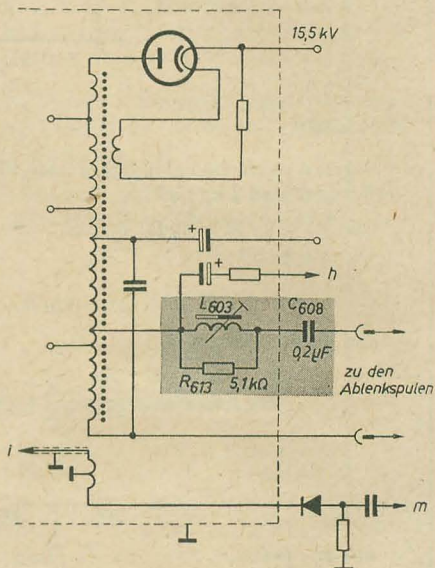 15,5 kV
+
+
h
L603
C608
0,2µF
R613
5,1kΩ
zu den
Ablenkspulen
i
m